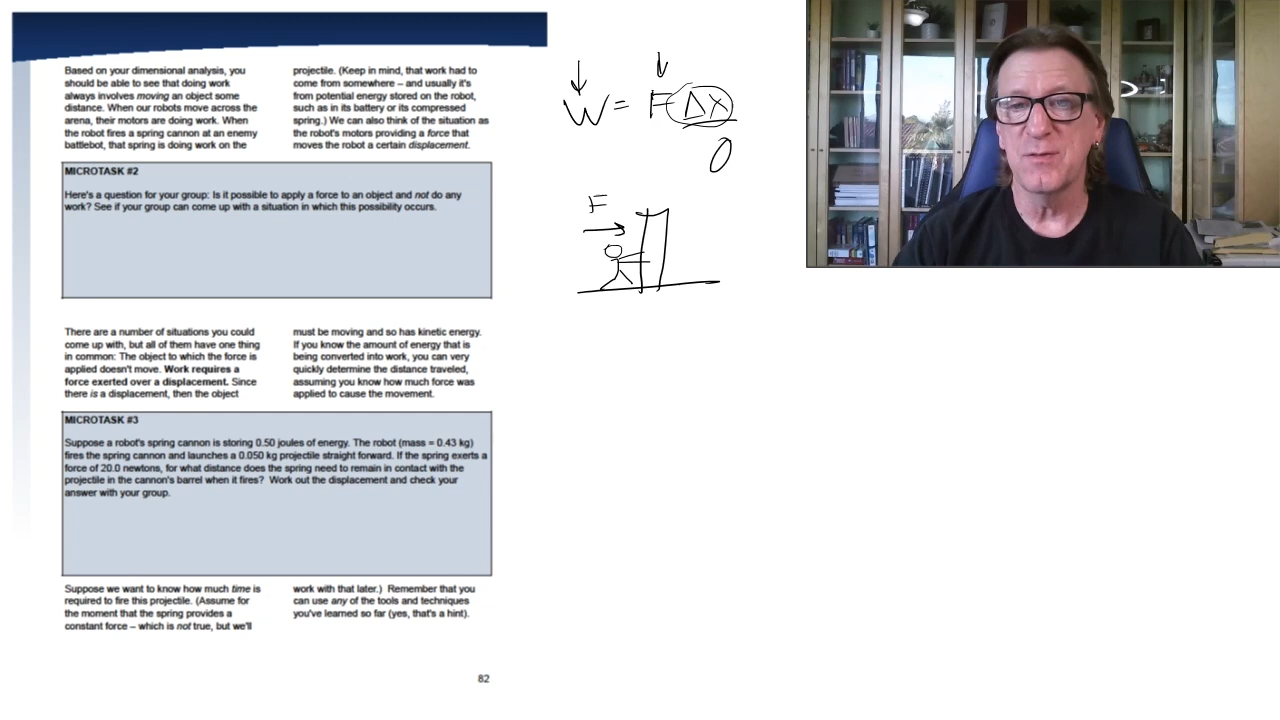 Based on your dimensional analysis, you
should be able to see that doing work
always involves moving an object some
distance. When our robots move across the
arena, their motors are doing work. When
the robot fires a spring cannon at an enemy
battlebot, that spring is doing work on the
projectile. (Keep in mind, that work had to
come from somewhere – and usually it's
from potential energy stored on the robot,
such as in its battery or its compressed
spring.) We can also think of the situation as
the robot's motors providing a force that
moves the robot a certain displacement.
MICROTASK #2
Here's a question for your group: Is it possible to apply a force to an object and not do any
work? See if your group can come up with a situation in which this possibility occurs.
There are a number of situations you could
come up with, but all of them have one thing
in common: The object to which the force is
applied doesn't move. Work requires a
force exerted over a displacement. Since
there is a displacement, then the object
must be moving and so has kinetic energy.
If you know the amount of energy that is
being converted into work, you can very
quickly determine the distance traveled,
assuming you know how much force was
applied to cause the movement.
MICROTASK #3
Suppose a robot's spring cannon is storing 0.50 joules of energy. The robot (mass = 0.43 kg)
fires the spring cannon and launches a 0.050 kg projectile straight forward. If the spring exerts a
force of 20.0 newtons, for what distance does the spring need to remain in contact with the
projectile in the cannon's barrel when it fires? Work out the displacement and check your
answer with your group.
Suppose we want to know how much time is
required to fire this projectile. (Assume for
the moment that the spring provides a
constant force – which is not true, but we'll
work with that later.) Remember that you
can use any of the tools and techniques
you've learned so far (yes, that's a hint).
82
W = F Δx
0
F